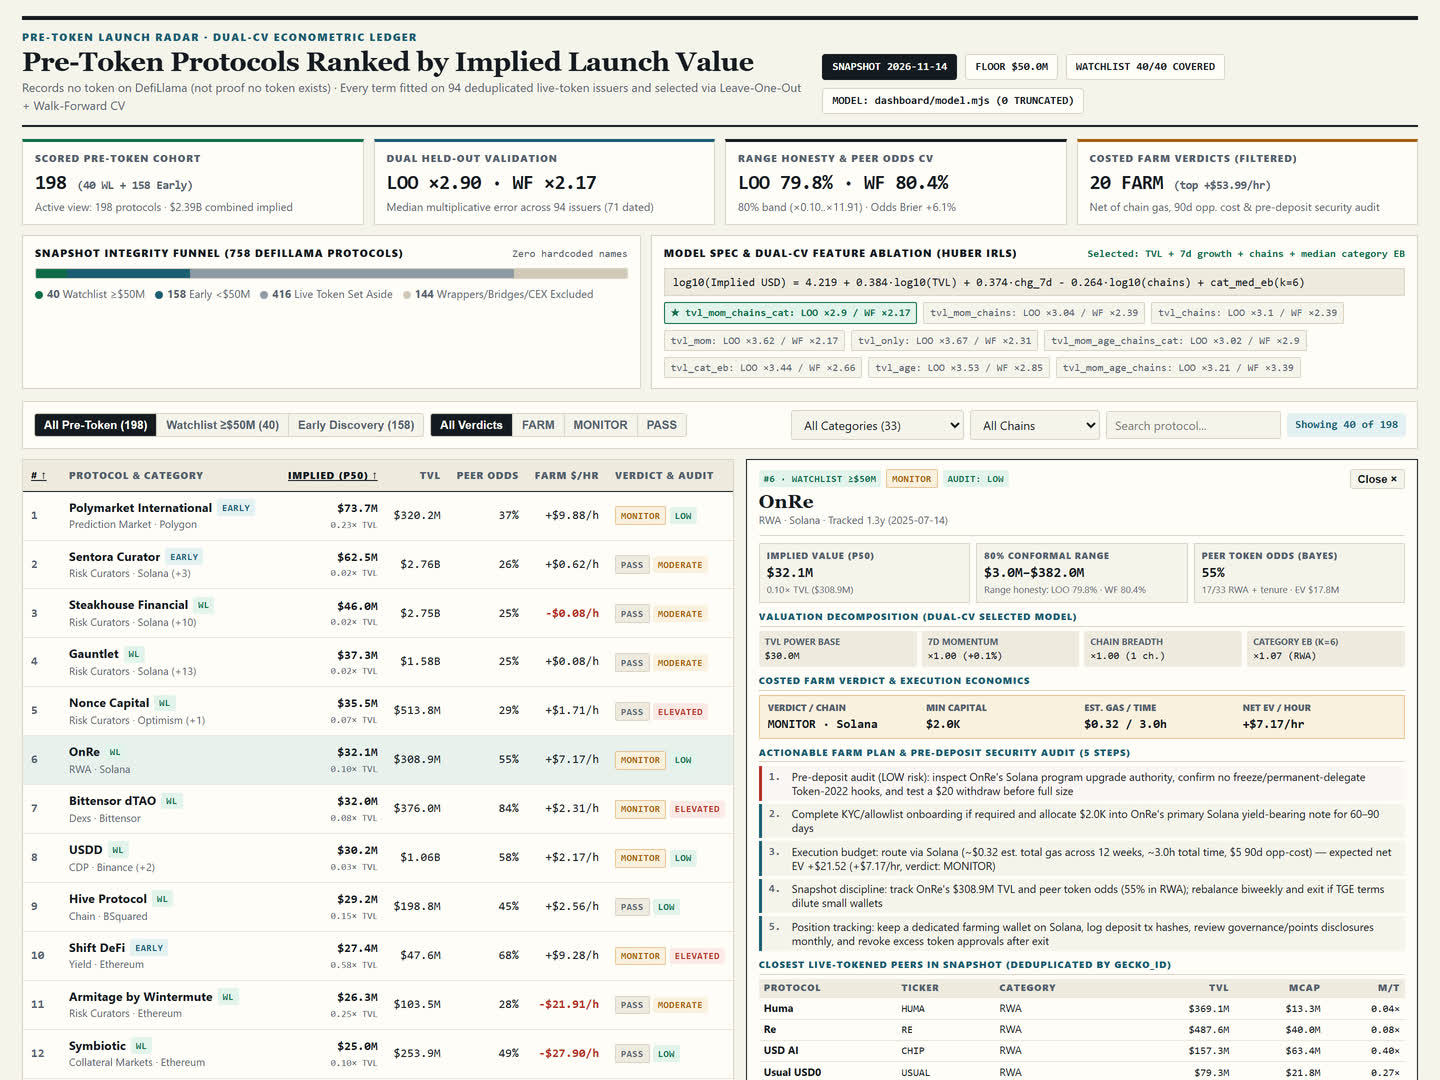 PRE-TOKEN LAUNCH RADAR · DUAL-CV ECONOMETRIC LEDGER
Pre-Token Protocols Ranked by Implied Launch Value
Records no token on DefiLlama (not proof no token exists) · Every term fitted on 94 deduplicated live-token issuers and selected via Leave-One-Out
+ Walk-Forward CV
SNAPSHOT 2026-11-14
FLOOR $50.0M
WATCHLIST 40/40 COVERED
MODEL: dashboard/model.mjs (0 TRUNCATED)
SCORED PRE-TOKEN COHORT
198 (40 WL + 158 Early)
Active view: 198 protocols · $2.39B combined implied
DUAL HELD-OUT VALIDATION
LOO ×2.90 · WF ×2.17
Median multiplicative error across 94 issuers (71 dated)
RANGE HONESTY & PEER ODDS CV
LOO 79.8% · WF 80.4%
80% band (×0.10..×11.91) · Odds Brier +6.1%
COSTED FARM VERDICTS (FILTERED)
20 FARM (top +$53.99/hr)
Net of chain gas, 90d opp. cost & pre-deposit security audit
SNAPSHOT INTEGRITY FUNNEL (758 DEFILLAMA PROTOCOLS)
Zero hardcoded names
40 Watchlist ≥$50M 158 Early <$50M 416 Live Token Set Aside 144 Wrappers/Bridges/CEX Excluded
MODEL SPEC & DUAL-CV FEATURE ABLATION (HUBER IRLS)
Selected: TVL + 7d growth + chains + median category EB
log10(Implied USD) = 4.219 + 0.384·log10(TVL) + 0.374·chg_7d - 0.264·log10(chains) + cat_med_eb(k=6)
★ tvl_mom_chains_cat: LOO ×2.9 / WF ×2.17
tvl_mom_chains: LOO ×3.04 / WF ×2.39
tvl_chains: LOO ×3.1 / WF ×2.39
tvl_mom: LOO ×3.62 / WF ×2.17
tvl_only: LOO ×3.67 / WF ×2.31
tvl_mom_age_chains_cat: LOO ×3.02 / WF ×2.9
tvl_cat_eb: LOO ×3.44 / WF ×2.66
tvl_age: LOO ×3.53 / WF ×2.85
tvl_mom_age_chains: LOO ×3.21 / WF ×3.39
All Pre-Token (198) Watchlist ≥$50M (40) Early Discovery (158)
All Verdicts FARM MONITOR PASS
All Categories (33)
All Chains
Search protocol...
Showing 40 of 198
# ↑ PROTOCOL & CATEGORY IMPLIED (P50) ↑ TVL PEER ODDS FARM $/HR VERDICT & AUDIT
1 Polymarket International EARLY $73.7M $320.2M 37% +$9.88/h MONITOR LOW
Prediction Market · Polygon 0.23× TVL
2 Sentora Curator EARLY $62.5M $2.76B 26% +$0.62/h PASS MODERATE
Risk Curators · Solana (+3) 0.02× TVL
3 Steakhouse Financial WL $46.0M $2.75B 25% -$0.08/h PASS MODERATE
Risk Curators · Solana (+10) 0.02× TVL
4 Gauntlet WL $37.3M $1.58B 25% +$0.08/h PASS MODERATE
Risk Curators · Solana (+13) 0.02× TVL
5 Nonce Capital WL $35.5M $513.8M 29% +$1.71/h PASS ELEVATED
Risk Curators · Optimism (+1) 0.07× TVL
6 OnRe WL $32.1M $308.9M 55% +$7.17/h MONITOR LOW
RWA · Solana 0.10× TVL
7 Bittensor dTAO WL $32.0M $376.0M 84% +$2.31/h MONITOR ELEVATED
Dexs · Bittensor 0.08× TVL
8 USDD WL $30.2M $1.06B 58% +$2.17/h MONITOR LOW
CDP · Binance (+2) 0.03× TVL
9 Hive Protocol WL $29.2M $198.8M 45% +$2.56/h PASS LOW
Chain · BSquared 0.15× TVL
10 Shift DeFi EARLY $27.4M $47.6M 68% +$9.28/h MONITOR ELEVATED
Yield · Ethereum 0.58× TVL
11 Armitage by Wintermute WL $26.3M $103.5M 28% -$21.91/h PASS MODERATE
Risk Curators · Ethereum 0.25× TVL
12 Symbiotic WL $25.0M $253.9M 49% -$27.90/h PASS LOW
Collateral Markets · Ethereum 0.10× TVL
#6 · WATCHLIST ≥$50M MONITOR AUDIT: LOW
Close ×
OnRe
RWA · Solana · Tracked 1.3y (2025-07-14)
IMPLIED VALUE (P50)
$32.1M
0.10× TVL ($308.9M)
80% CONFORMAL RANGE
$3.0M–$382.0M
Range honesty: LOO 79.8% · WF 80.4%
PEER TOKEN ODDS (BAYES)
55%
17/33 RWA + tenure · EV $17.8M
VALUATION DECOMPOSITION (DUAL-CV SELECTED MODEL)
TVL POWER BASE
$30.0M
7D MOMENTUM
×1.00 (+0.1%)
CHAIN BREADTH
×1.00 (1 ch.)
CATEGORY EB (K=6)
×1.07 (RWA)
COSTED FARM VERDICT & EXECUTION ECONOMICS
VERDICT / CHAIN
MONITOR · Solana
MIN CAPITAL
$2.0K
EST. GAS / TIME
$0.32 / 3.0h
NET EV / HOUR
+$7.17/hr
ACTIONABLE FARM PLAN & PRE-DEPOSIT SECURITY AUDIT (5 STEPS)
1. Pre-deposit audit (LOW risk): inspect OnRe's Solana program upgrade authority, confirm no freeze/permanent-delegate
Token-2022 hooks, and test a $20 withdraw before full size
2. Complete KYC/allowlist onboarding if required and allocate $2.0K into OnRe's primary Solana yield-bearing note for 60–90
days
3. Execution budget: route via Solana (~$0.32 est. total gas across 12 weeks, ~3.0h total time, $5 90d opp-cost) — expected net
EV +$21.52 (+$7.17/hr, verdict: MONITOR)
4. Snapshot discipline: track OnRe's $308.9M TVL and peer token odds (55% in RWA); rebalance biweekly and exit if TGE terms
dilute small wallets
5. Position tracking: keep a dedicated farming wallet on Solana, log deposit tx hashes, review governance/points disclosures
monthly, and revoke excess token approvals after exit
CLOSEST LIVE-TOKENED PEERS IN SNAPSHOT (DEDUPLICATED BY GECKO_ID)
PROTOCOL TICKER CATEGORY TVL MCAP M/T
Huma HUMA RWA $369.1M $13.3M 0.04×
Re RE RWA $487.6M $40.0M 0.08×
USD AI CHIP RWA $157.3M $63.4M 0.40×
Usual USD0 USUAL RWA $79.3M $21.8M 0.27×